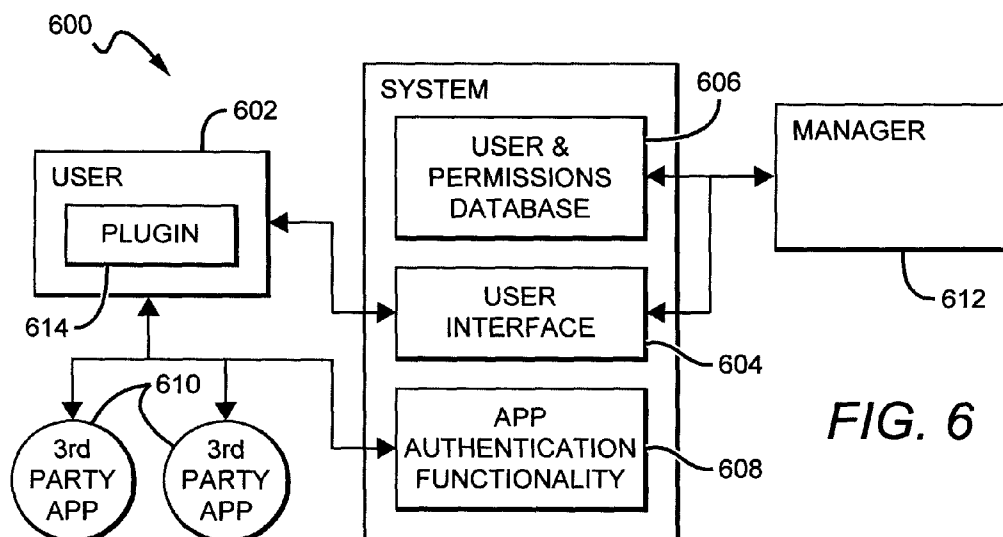 600
602
USER
PLUGIN
614
610
3rd
PARTY
APP
3rd
PARTY
APP
SYSTEM
606
USER &
PERMISSIONS
DATABASE
USER
INTERFACE
604
APP
AUTHENTICATION
FUNCTIONALITY
608
MANAGER
612
FIG. 6